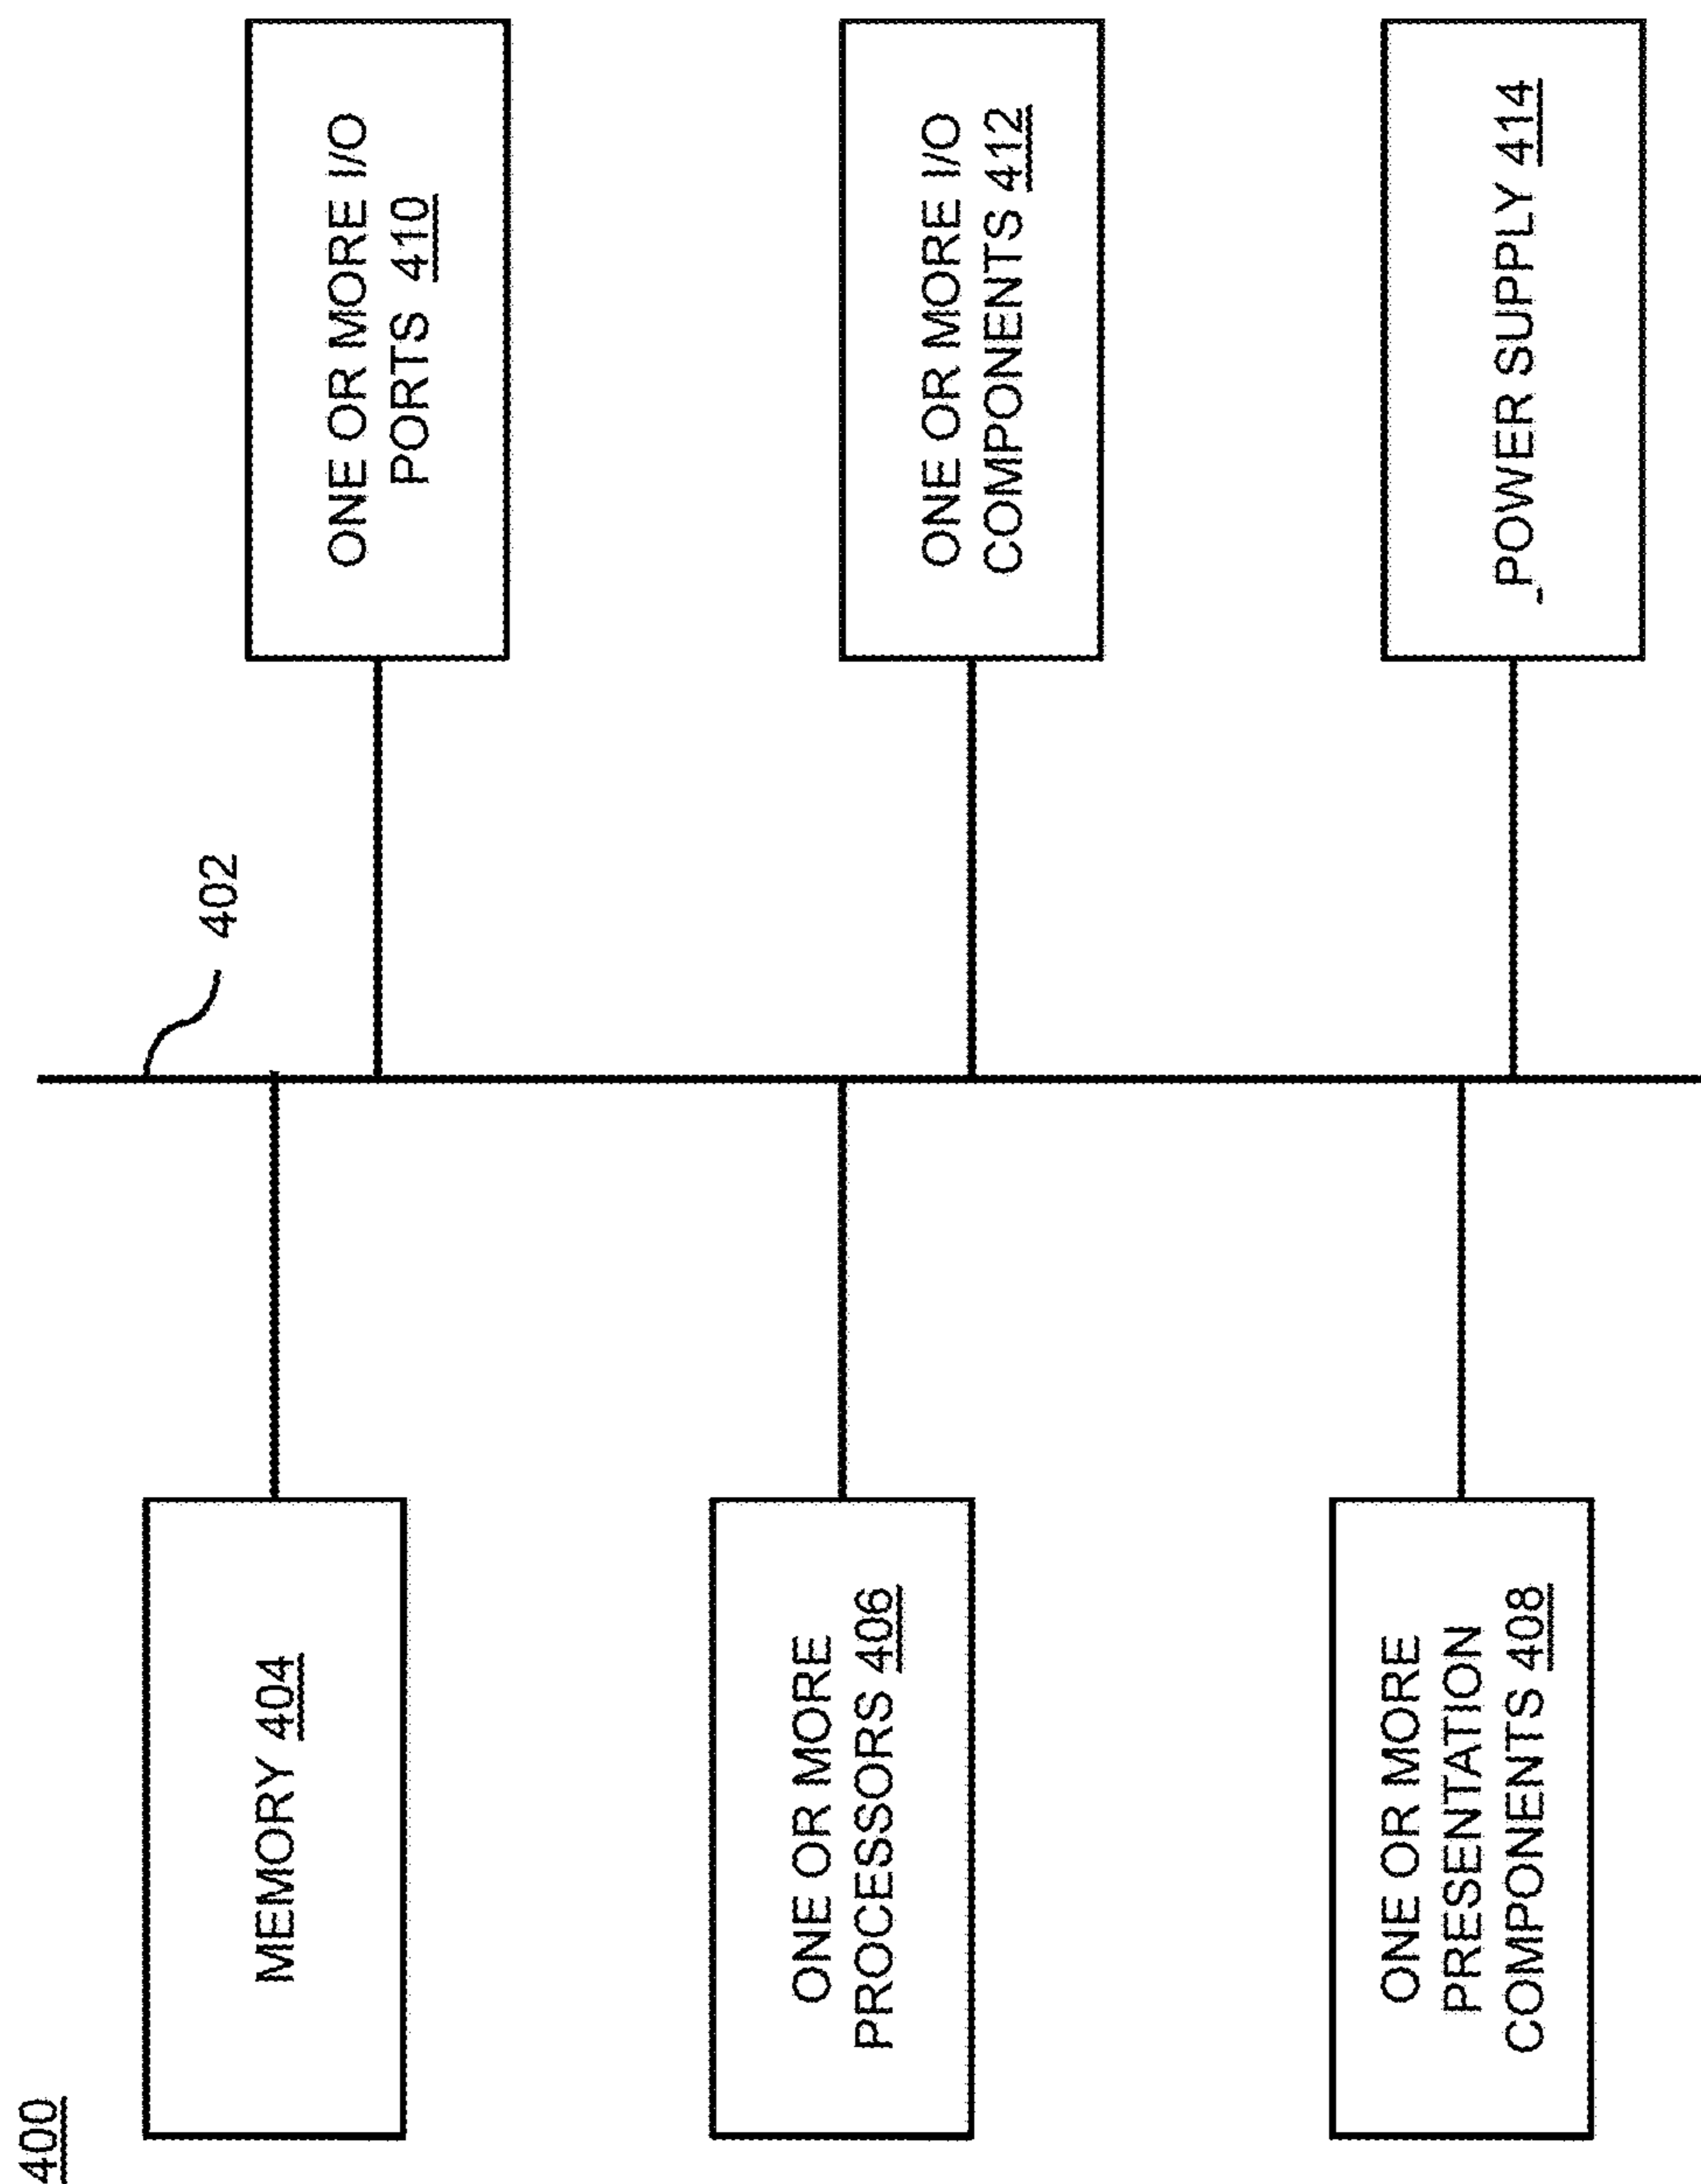 400
402
MEMORY 404
ONE OR MORE
PROCESSORS 406
ONE OR MORE
PRESENTATION
COMPONENTS 408
ONE OR MORE I/O
PORTS 410
ONE OR MORE I/O
COMPONENTS 412
POWER SUPPLY 414